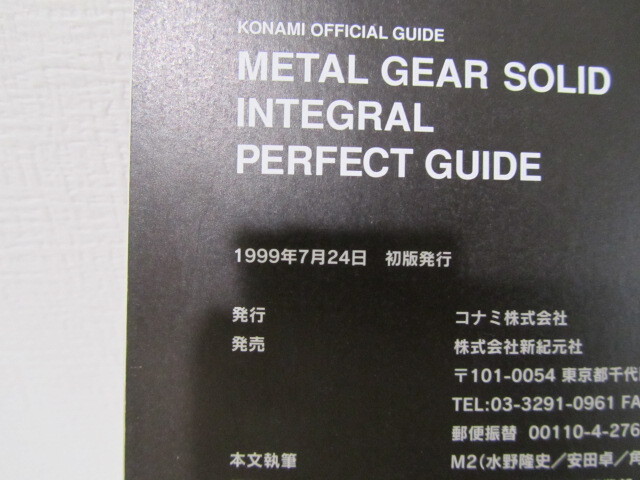 KONAMI OFFICIAL GUIDE
METAL GEAR SOLID
INTEGRAL
PERFECT GUIDE
1999年7月24日　初版発行
発行　コナミ株式会社
発売　株式会社新紀元社
〒101-0054 東京都千代
TEL:03-3291-0961 FA
郵便振替　00110-4-276
本文執筆　M2(水野隆史／安田卓／角